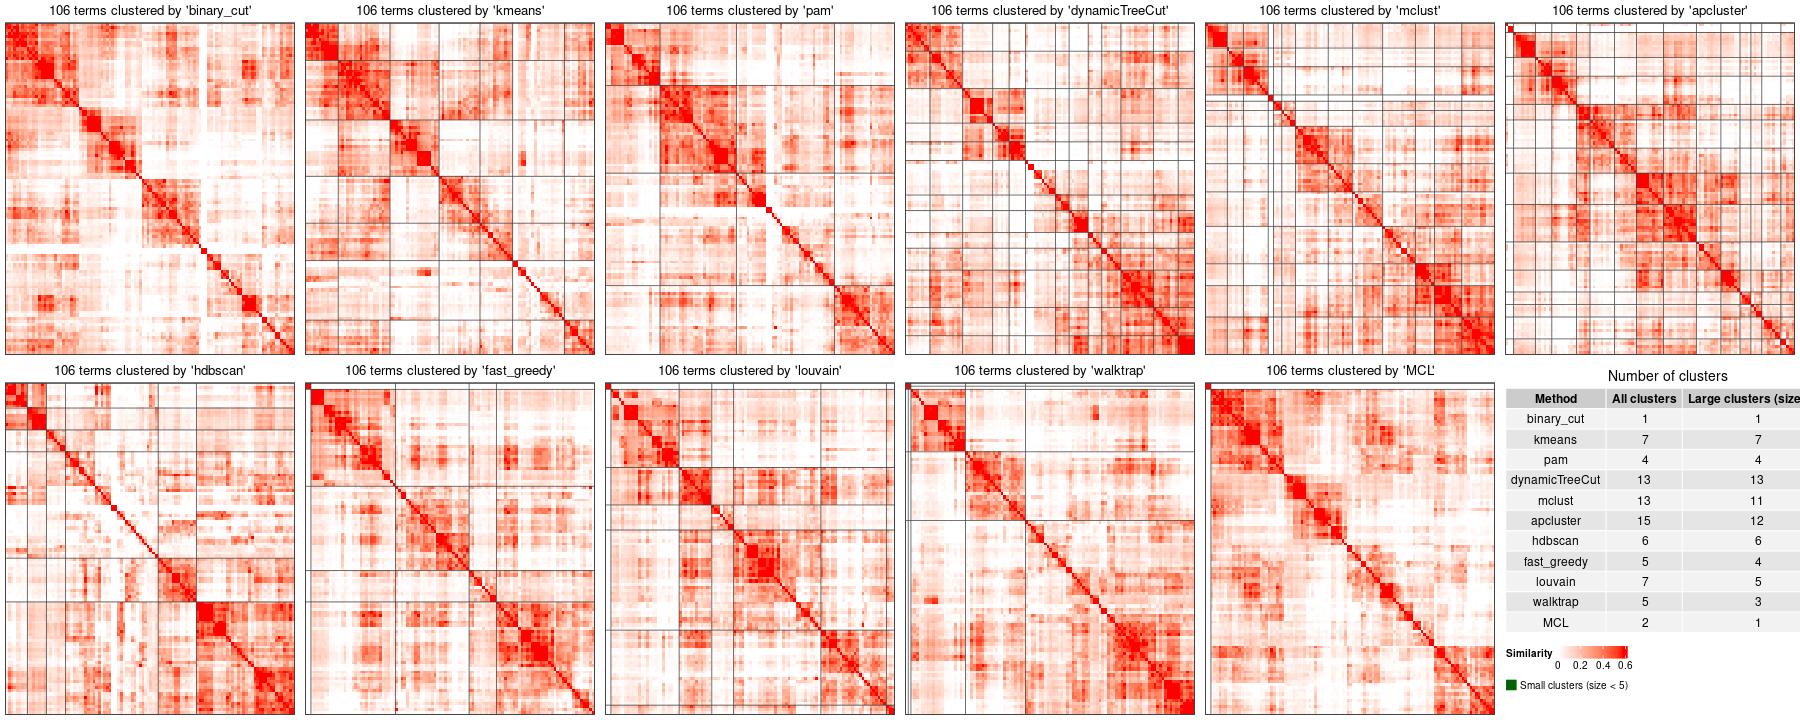 106 terms clustered by 'binary_cut'
106 terms clustered by 'kmeans'
106 terms clustered by 'pam'
106 terms clustered by 'dynamicTreeCut'
106 terms clustered by 'mclust'
106 terms clustered by 'apcluster'
106 terms clustered by 'hdbscan'
106 terms clustered by 'fast_greedy'
106 terms clustered by 'louvain'
106 terms clustered by 'walktrap'
106 terms clustered by 'MCL'
Number of clusters
Method All clusters Large clusters (size
binary_cut 1 1
kmeans 7 7
pam 4 4
dynamicTreeCut 13 13
mclust 13 11
apcluster 15 12
hdbscan 6 6
fast_greedy 5 4
louvain 7 5
walktrap 5 3
MCL 2 1
Similarity
0 0.2 0.4 0.6
Small clusters (size < 5)